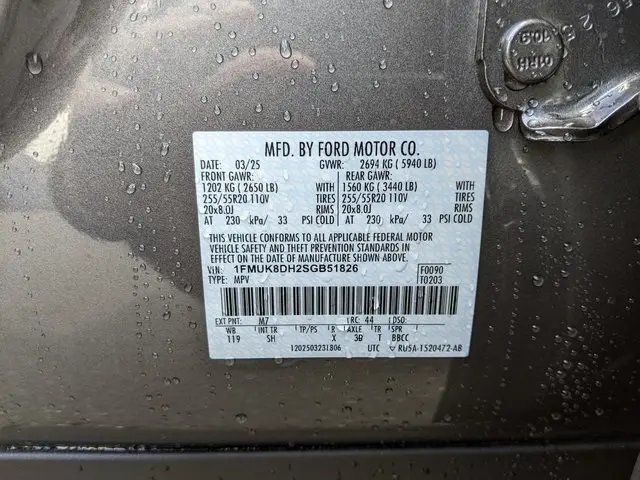 56 25
10.9
01RH
MFD. BY FORD MOTOR CO.
DATE: 03/25 GVWR: 2694 KG ( 5940 LB)
FRONT GAWR: REAR GAWR:
1202 KG ( 2650 LB) WITH 1560 KG ( 3440 LB) WITH
255/55R20 110V TIRES 255/55R20 110V TIRES
20x8.0J RIMS 20x8.0J RIMS
AT 230 kPa/ 33 PSI COLD AT 230 kPa/ 33 PSI COLD
THIS VEHICLE CONFORMS TO ALL APPLICABLE FEDERAL MOTOR
VEHICLE SAFETY AND THEFT PREVENTION STANDARDS IN
EFFECT ON THE DATE OF MANUFACTURE SHOWN ABOVE.
VIN: 1FMUK8DH2SGB51826 F0090
TYPE: MPV T0203
EXT PNT: M7 RC: 44 DSO:
WB INT TR TP/PS R AXLE TR SPR
119 SH X 3D T BBCC
1202503231806 UTC RU5A-1520472-AB